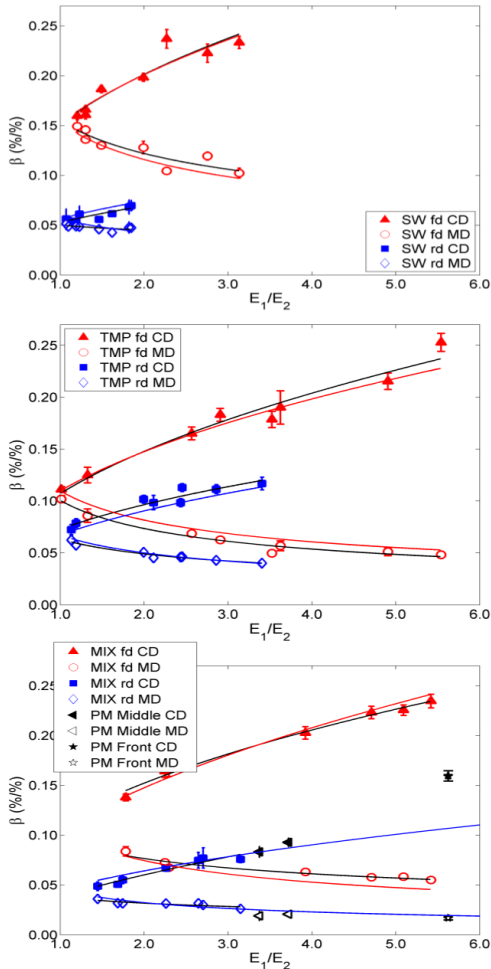 0.25
0.20
0.15
0.10
0.05
0.00
β (%/%)
SW fd CD
SW fd MD
SW rd CD
SW rd MD
1.0 2.0 3.0 4.0 5.0 6.0
E1/E2
TMP fd CD
TMP fd MD
TMP rd CD
TMP rd MD
0.25
0.20
0.15
0.10
0.05
0.00
β (%/%)
1.0 2.0 3.0 4.0 5.0 6.0
E1/E2
MIX fd CD
MIX fd MD
MIX rd CD
MIX rd MD
PM Middle CD
PM Middle MD
PM Front CD
PM Front MD
0.25
0.20
0.15
0.10
0.05
0.00
β (%/%)
1.0 2.0 3.0 4.0 5.0 6.0
E1/E2